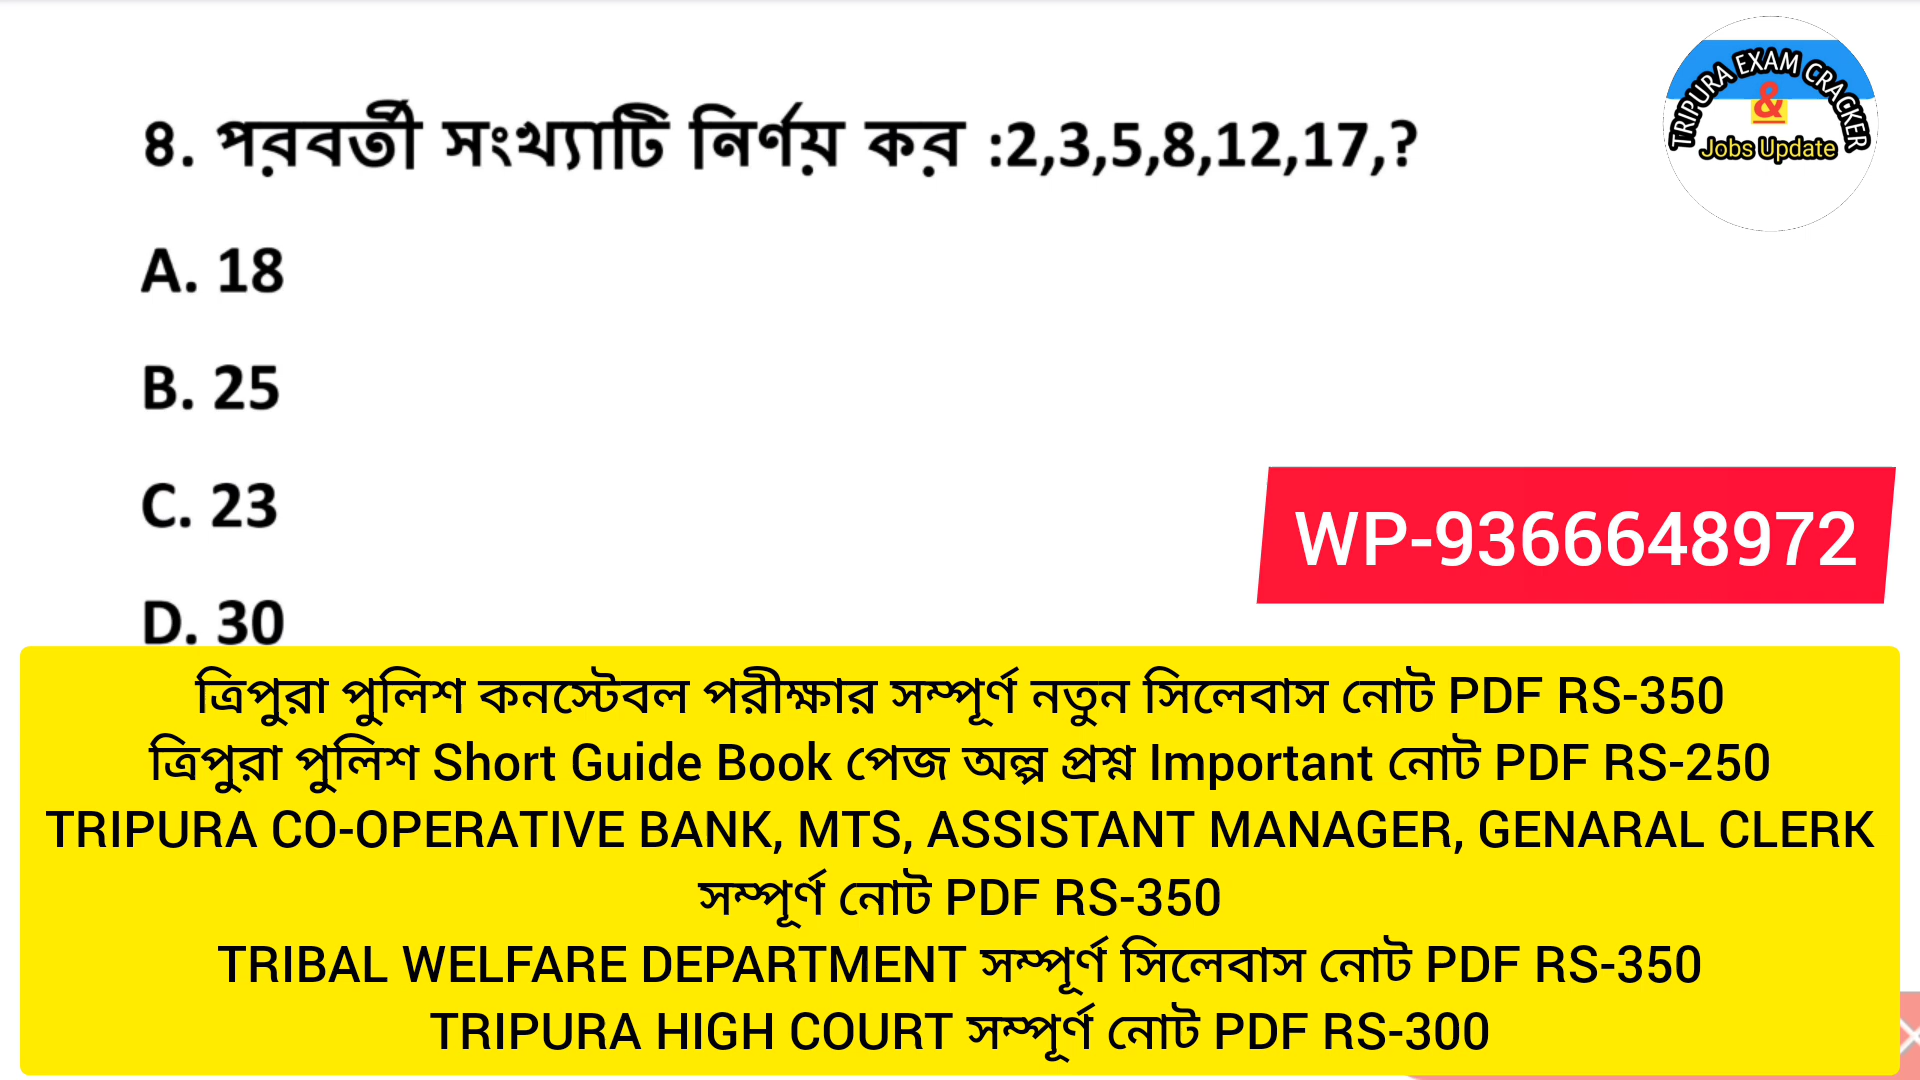 8. পরবর্তী সংখ্যাটি নির্ণয় কর :2,3,5,8,12,17,?
TRIPURA EXAM CRACKER
&
Jobs Update
A. 18
B. 25
C. 23
D. 30
WP-9366648972
ত্রিপুরা পুলিশ কনস্টেবল পরীক্ষার সম্পূর্ণ নতুন সিলেবাস নোট PDF RS-350
ত্রিপুরা পুলিশ Short Guide Book পেজ অল্প প্রশ্ন Important নোট PDF RS-250
TRIPURA CO-OPERATIVE BANK, MTS, ASSISTANT MANAGER, GENARAL CLERK
সম্পূর্ণ নোট PDF RS-350
TRIBAL WELFARE DEPARTMENT সম্পূর্ণ সিলেবাস নোট PDF RS-350
TRIPURA HIGH COURT সম্পূর্ণ নোট PDF RS-300